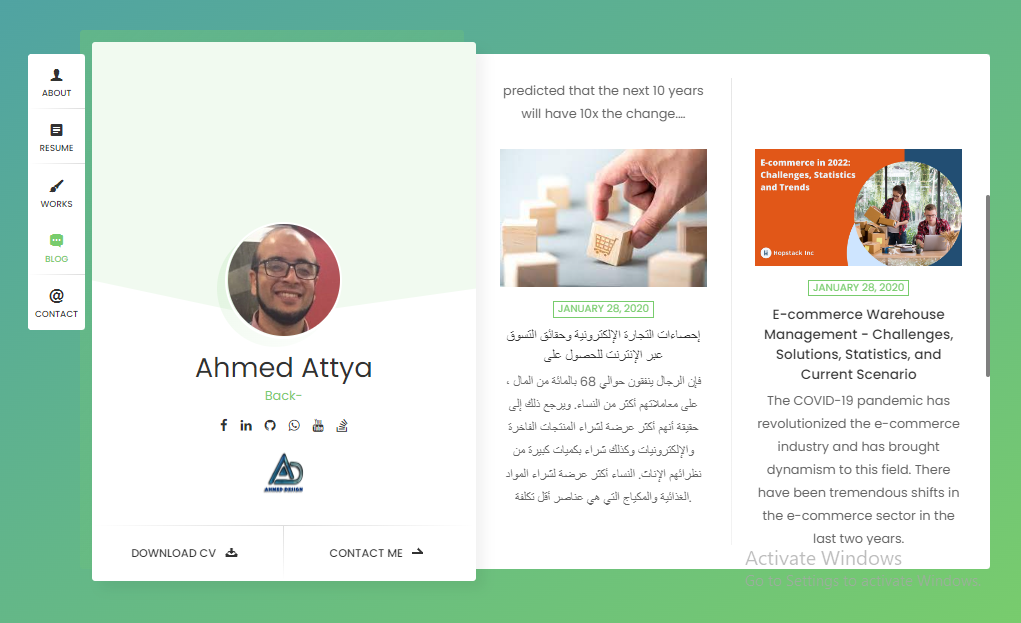 ABOUT
RESUME
WORKS
BLOG
CONTACT
Ahmed Attya
Back-
AHMED DESIGN
DOWNLOAD CV
CONTACT ME
predicted that the next 10 years
will have 10x the change....
JANUARY 28, 2020
إحصاءات التجارة الإلكترونية وحقائق التسوق
عبر الإنترنت للحصول على
فإن الرجال ينفقون حوالي 68 بالمائة من المال ،
على معاملاتهم أكثر من النساء. ويرجع ذلك إلى
حقيقة أنهم أكثر عرضة لشراء المنتجات الفاخرة
والإلكترونيات وكذلك شراء بكميات كبيرة من
نظرائهم الإناث. النساء أكثر عرضة لشراء المواد
.الغذائية والمكياج التي هي عناصر أقل تكلفة
E-commerce in 2022:
Challenges, Statistics
and Trends
Hopstack Inc
JANUARY 28, 2020
E-commerce Warehouse
Management - Challenges,
Solutions, Statistics, and
Current Scenario
The COVID-19 pandemic has
revolutionized the e-commerce
industry and has brought
dynamism to this field. There
have been tremendous shifts in
the e-commerce sector in the
last two years.
Activate Windows